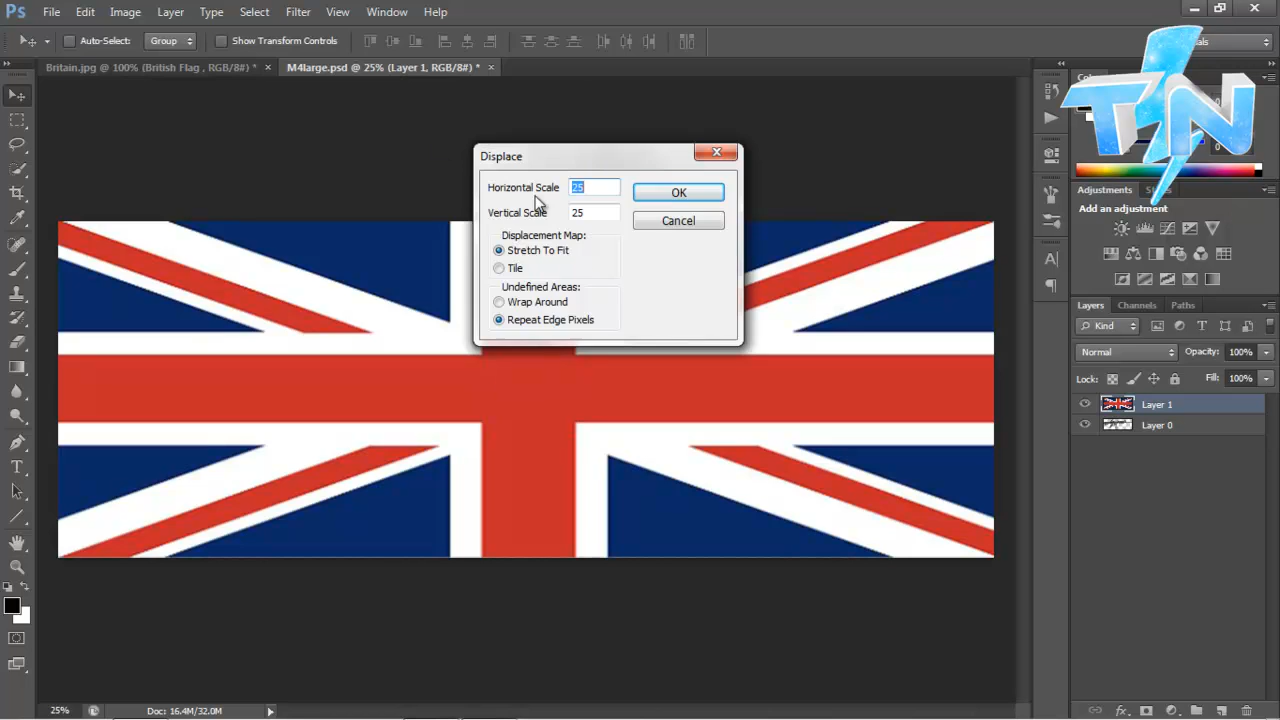 Ps File Edit Image Layer Type Select Filter View Window Help
Auto-Select: Group Show Transform Controls
Britain.jpg @ 100% (British Flag , RGB/8#) * × M4large.psd @ 25% (Layer 1, RGB/8#) * ×
TN
Displace
Horizontal Scale 25 OK
Vertical Scale 25 Cancel
Displacement Map:
Stretch To Fit
Tile
Undefined Areas:
Wrap Around
Repeat Edge Pixels
Adjustments
Add an adjustment
Layers Channels Paths
Kind
Normal Opacity: 100%
Lock: Fill: 100%
Layer 1
Layer 0
25% Doc: 16.4M/32.0M